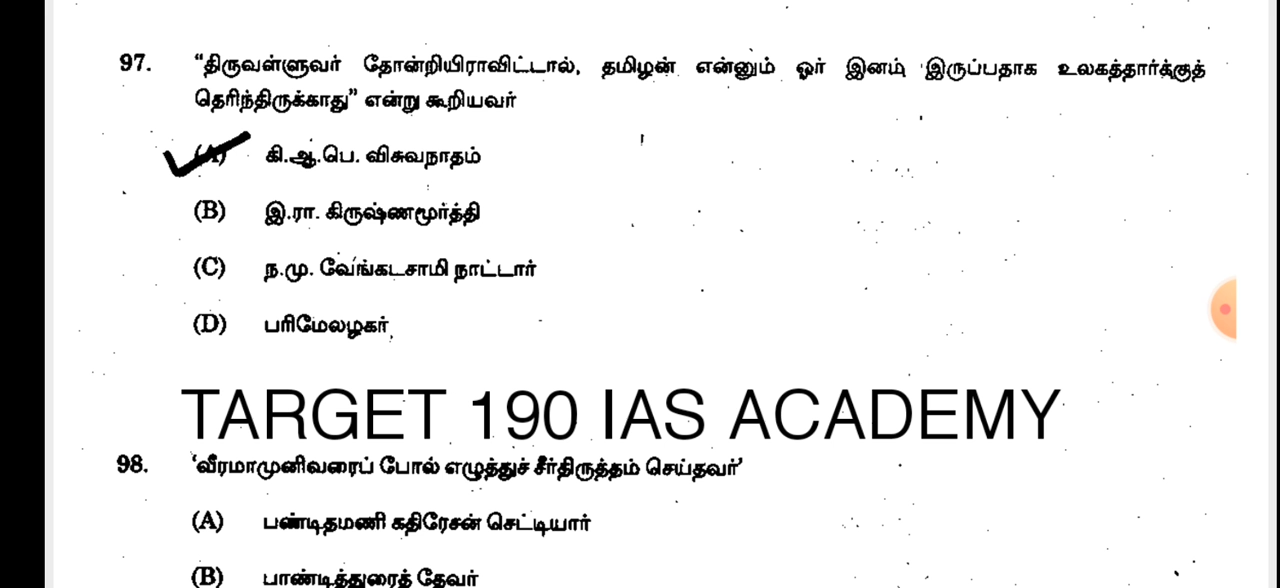 97. “திருவள்ளுவர் தோன்றியிராவிட்டால், தமிழன் என்னும் ஓர் இனம் இருப்பதாக உலகத்தார்க்குத்
தெரிந்திருக்காது” என்று கூறியவர்
(A) கி.ஆ.பெ. விசுவநாதம்
(B) இ.ரா. கிருஷ்ணமூர்த்தி
(C) ந.மு. வேங்கடசாமி நாட்டார்
(D) பரிமேலழகர்
TARGET 190 IAS ACADEMY
98. ‘வீரமாமுனிவரைப் போல் எழுத்துச் சீர்திருத்தம் செய்தவர்’
(A) பண்டிதமணி கதிரேசன் செட்டியார்
(B) பாண்டித்துரைத் தேவர்